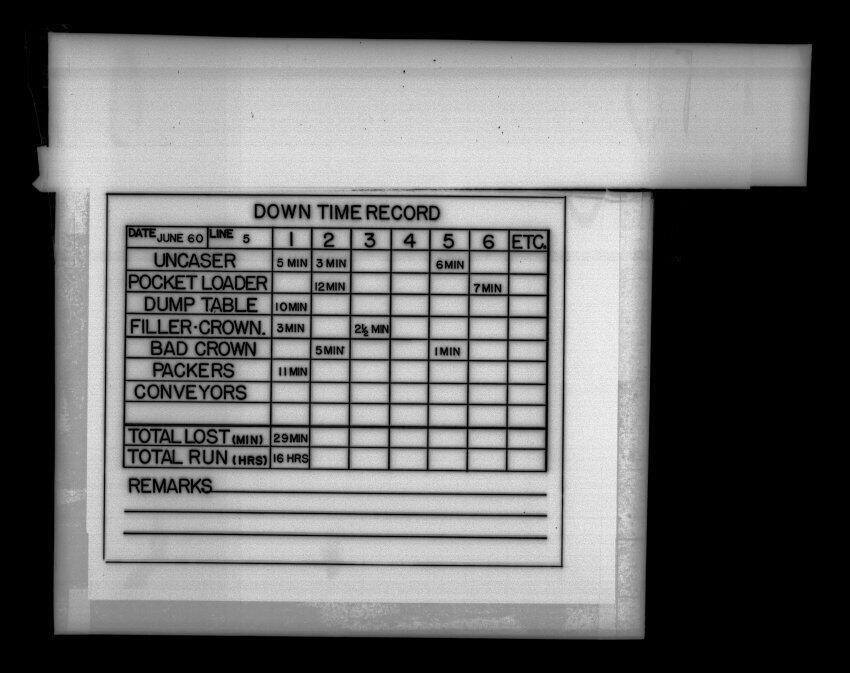 DOWN TIME RECORD
DATE JUNE 60 LINE 5 1 2 3 4 5 6 ETC.
UNCASER 5 MIN 3 MIN 6 MIN
POCKET LOADER 12 MIN 7 MIN
DUMP TABLE 10 MIN
FILLER-CROWN. 3 MIN 2½ MIN
BAD CROWN 5 MIN 1 MIN
PACKERS 11 MIN
CONVEYORS
TOTAL LOST (MIN) 29 MIN
TOTAL RUN (HRS) 16 HRS
REMARKS